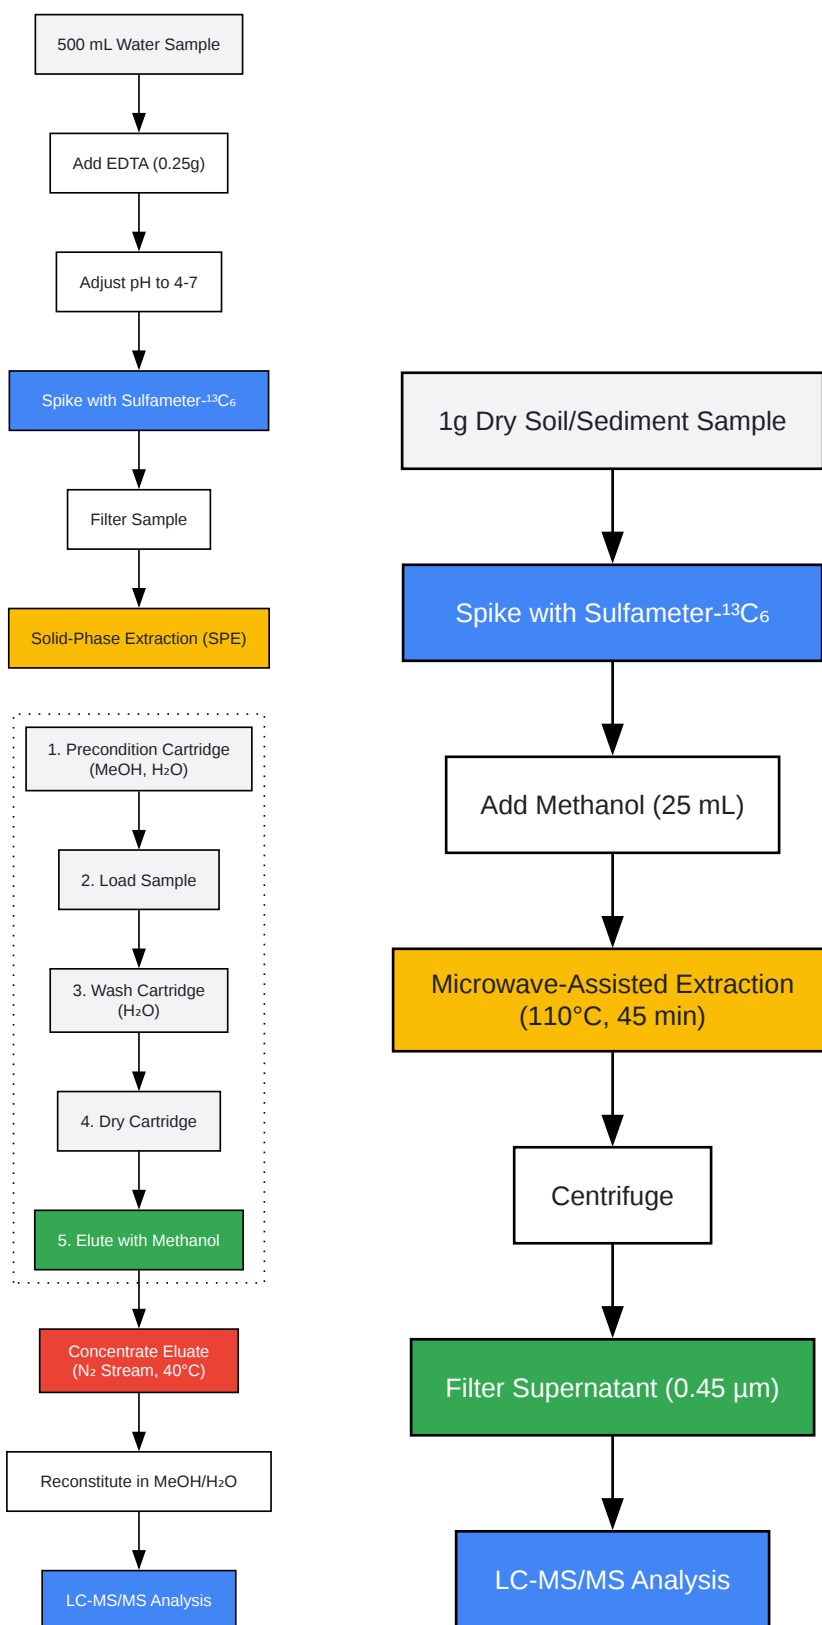 500 mL Water Sample
Add EDTA (0.25g)
Adjust pH to 4-7
Spike with Sulfameter-¹³C₆
Filter Sample
Solid-Phase Extraction (SPE)
1. Precondition Cartridge
(MeOH, H₂O)
2. Load Sample
3. Wash Cartridge
(H₂O)
4. Dry Cartridge
5. Elute with Methanol
Concentrate Eluate
(N₂ Stream, 40°C)
Reconstitute in MeOH/H₂O
LC-MS/MS Analysis
1g Dry Soil/Sediment Sample
Spike with Sulfameter-¹³C₆
Add Methanol (25 mL)
Microwave-Assisted Extraction
(110°C, 45 min)
Centrifuge
Filter Supernatant (0.45 µm)
LC-MS/MS Analysis